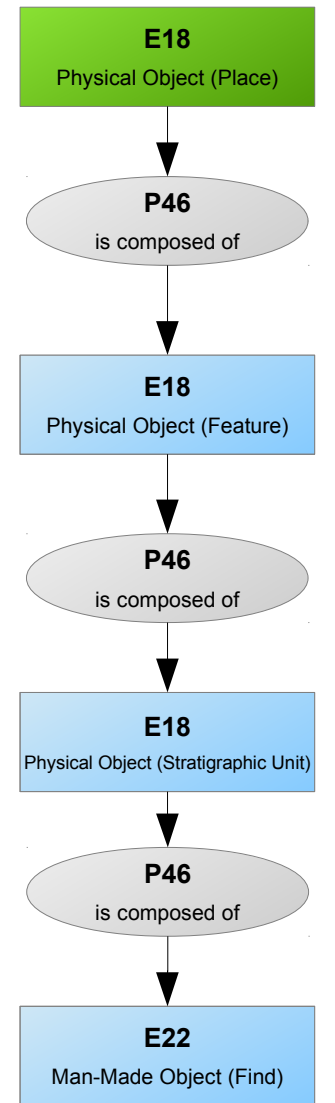 E18
Physical Object (Place)
P46
is composed of
E18
Physical Object (Feature)
P46
is composed of
E18
Physical Object (Stratigraphic Unit)
P46
is composed of
E22
Man-Made Object (Find)